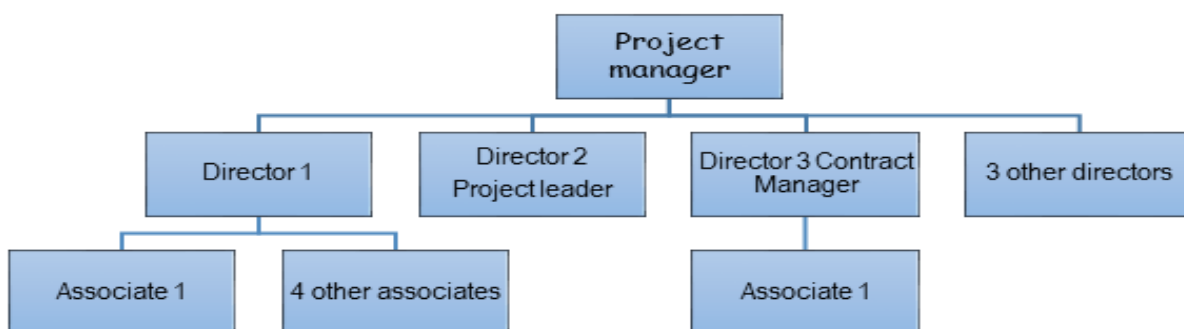 Project
manager
Director 1
Director 2
Project leader
Director 3 Contract
Manager
3 other directors
Associate 1
4 other associates
Associate 1